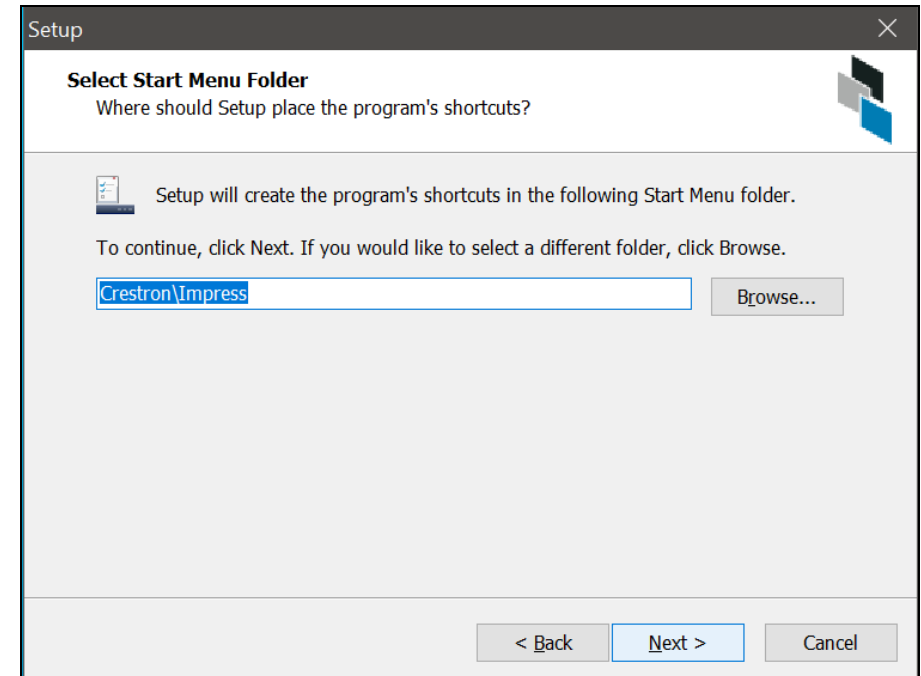 Setup
Select Start Menu Folder
Where should Setup place the program's shortcuts?
Setup will create the program's shortcuts in the following Start Menu folder.
To continue, click Next. If you would like to select a different folder, click Browse.
Crestron\Impress
Browse...
< Back
Next >
Cancel